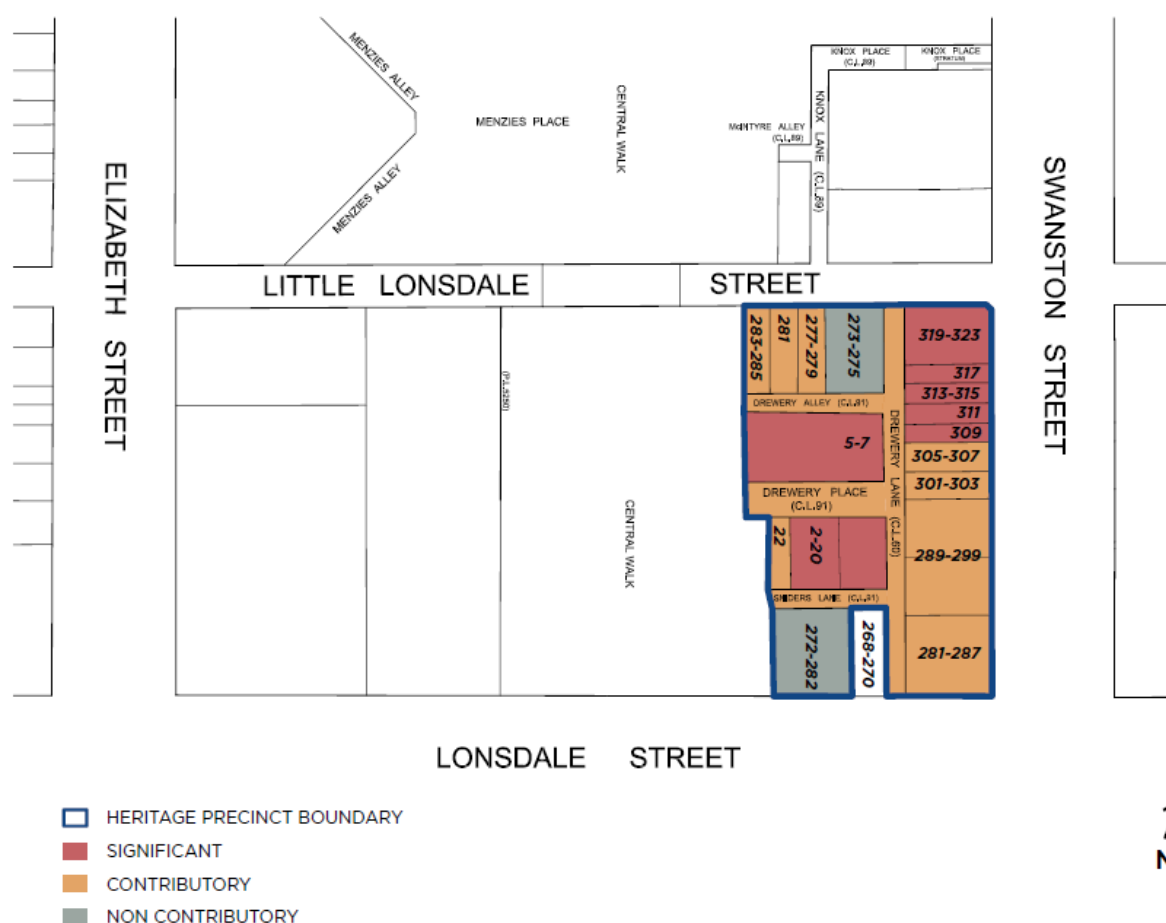 MENZIES ALLEY
MENZIES PLACE
CENTRAL WALK
MENZIES ALLEY
KNOX PLACE
(C.L.89)
KNOX PLACE
(STRATUM)
McINTYRE ALLEY
(C.L.89)
KNOX LANE (C.L.89)
ELIZABETH STREET
SWANSTON STREET
LITTLE LONSDALE STREET
283-285
281
277-279
273-275
319-323
317
313-315
311
309
305-307
301-303
289-299
281-287
DREWERY ALLEY (C.L.91)
5-7
DREWERY LANE (C.L.60)
DREWERY PLACE
(C.L.91)
22
2-20
SNIDERS LANE (C.L.91)
272-282
268-270
CENTRAL WALK
LONSDALE STREET
HERITAGE PRECINCT BOUNDARY
SIGNIFICANT
CONTRIBUTORY
NON CONTRIBUTORY
N